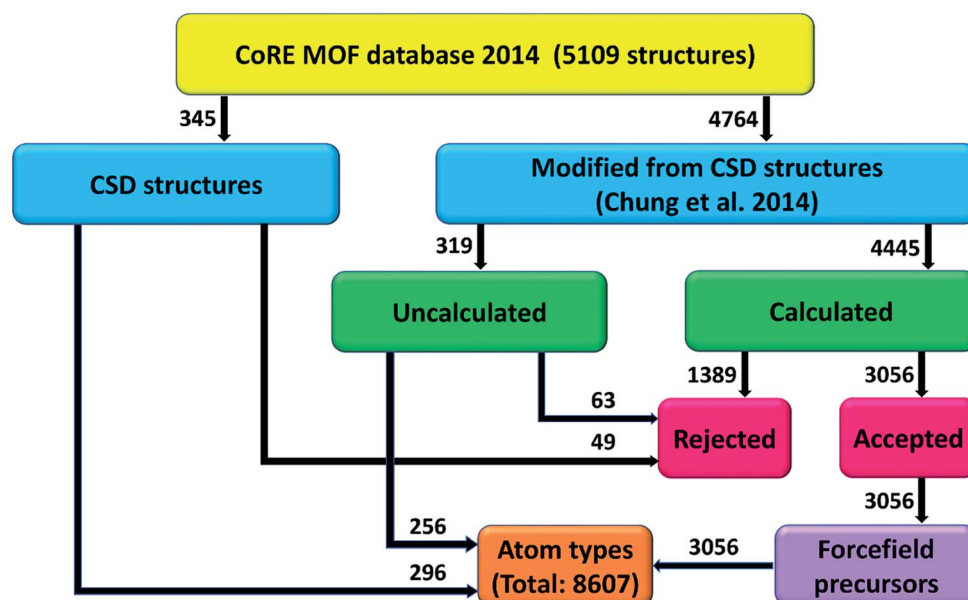 CoRE MOF database 2014 (5109 structures)
345
4764
CSD structures
Modified from CSD structures
(Chung et al. 2014)
319
4445
Uncalculated
Calculated
1389
3056
63
49
Rejected
Accepted
3056
256
296
Atom types
(Total: 8607)
3056
Forcefield
precursors